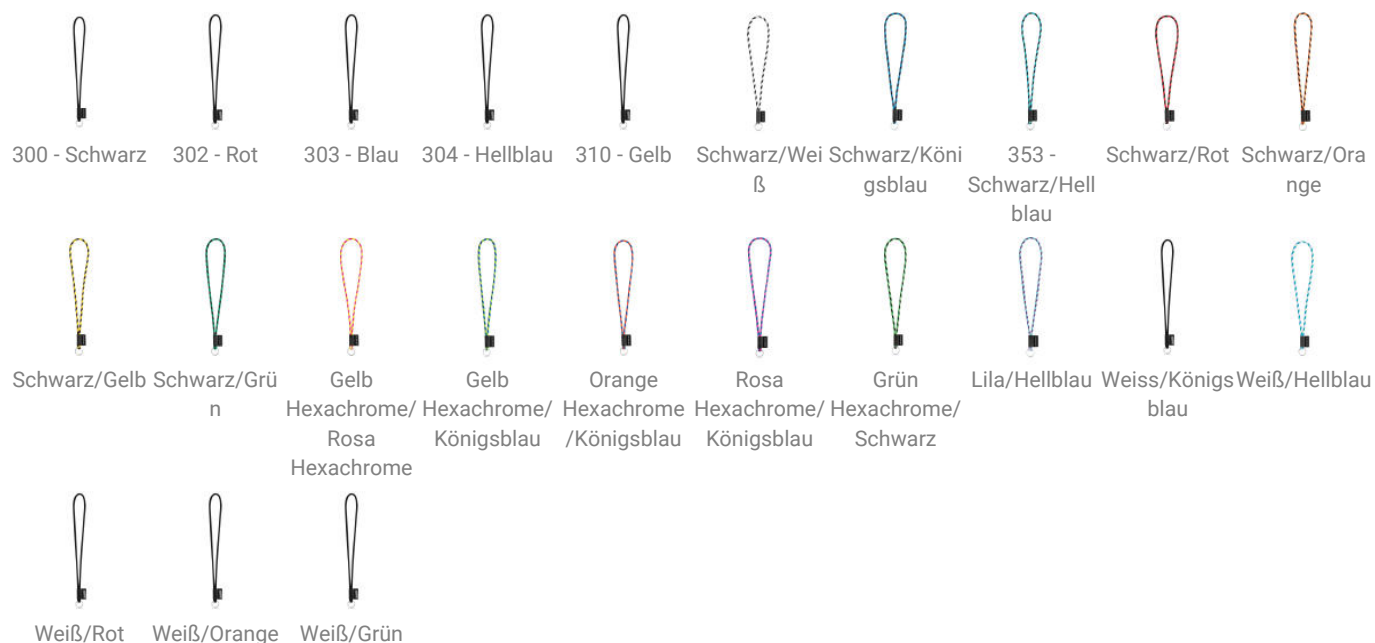 300 - Schwarz 302 - Rot 303 - Blau 304 - Hellblau 310 - Gelb Schwarz/Wei Schwarz/Köni 353 - Schwarz/Rot Schwarz/Ora
ß gsblau Schwarz/Hell nge
blau
Schwarz/Gelb Schwarz/Grü Gelb Gelb Orange Rosa Grün Lila/Hellblau Weiss/Königs Weiß/Hellblau
n Hexachrome/ Hexachrome/ Hexachrome Hexachrome/ Hexachrome/ blau
Rosa Königsblau /Königsblau Königsblau Schwarz
Hexachrome
Weiß/Rot Weiß/Orange Weiß/Grün